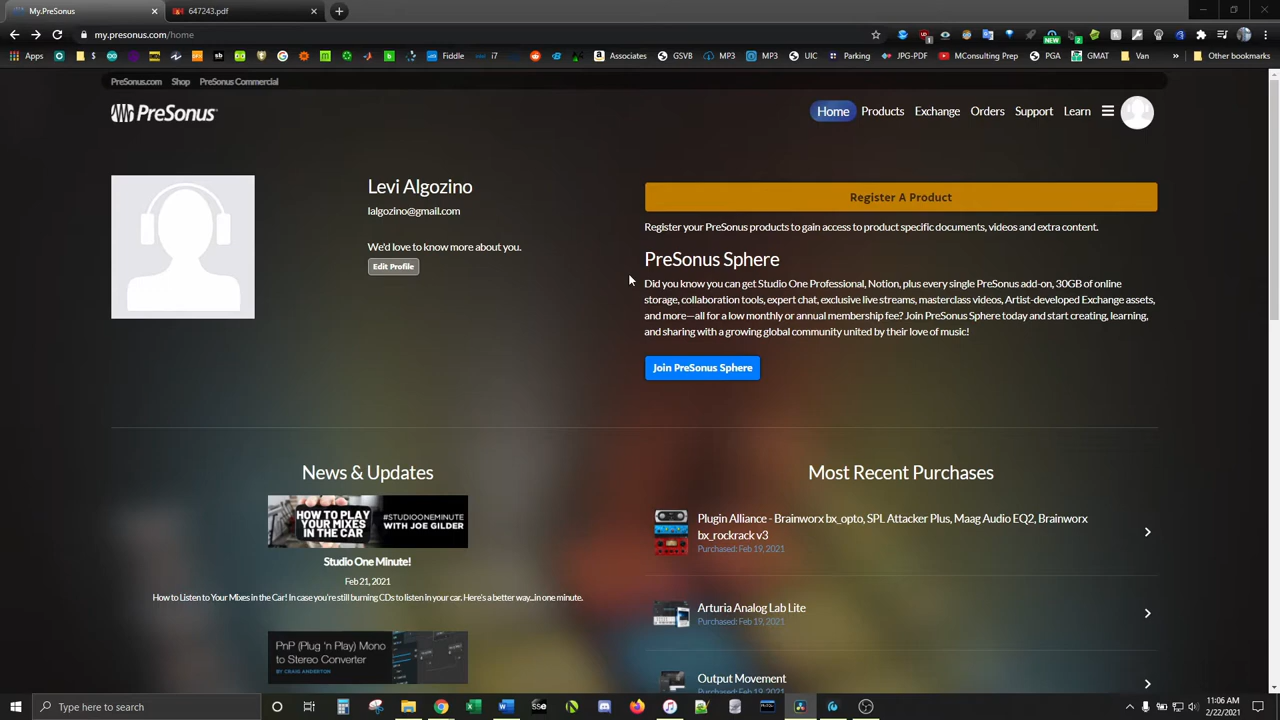 My.PreSonus
647243.pdf
my.presonus.com/home
Apps
Fiddle
i7
Associates
GSVB
MP3
MP3
UIC
Parking
JPG-PDF
MConsulting Prep
PGA
GMAT
Van
Other bookmarks
PreSonus.com Shop PreSonus Commercial
PreSonus
Home Products Exchange Orders Support Learn
Levi Algozino
lalgozino@gmail.com
We'd love to know more about you.
Edit Profile
Register A Product
Register your PreSonus products to gain access to product specific documents, videos and extra content.
PreSonus Sphere
Did you know you can get Studio One Professional, Notion, plus every single PreSonus add-on, 30GB of online
storage, collaboration tools, expert chat, exclusive live streams, masterclass videos, Artist-developed Exchange assets,
and more—all for a low monthly or annual membership fee? Join PreSonus Sphere today and start creating, learning,
and sharing with a growing global community united by their love of music!
Join PreSonus Sphere
News & Updates
HOW TO PLAY
YOUR MIXES
IN THE CAR
#STUDIOONEMINUTE
WITH JOE GILDER
Studio One Minute!
Feb 21, 2021
How to Listen to Your Mixes in the Car! In case you're still burning CDs to listen in your car. Here's a better way...in one minute.
PnP (Plug 'n Play) Mono
to Stereo Converter
BY CRAIG ANDERTON
Most Recent Purchases
Plugin Alliance - Brainworx bx_opto, SPL Attacker Plus, Maag Audio EQ2, Brainworx
bx_rockrack v3
Purchased: Feb 19, 2021
Arturia Analog Lab Lite
Purchased: Feb 19, 2021
Output Movement
Purchased: Feb 19, 2021
Type here to search
11:06 AM
2/22/2021